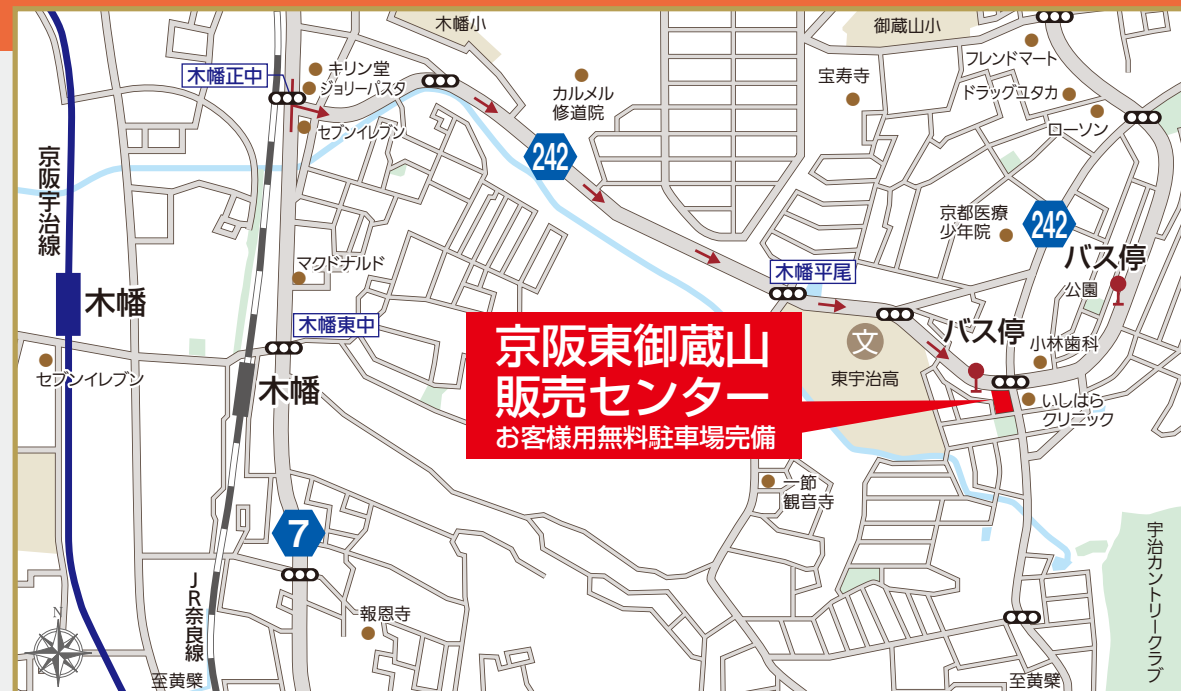 木幡小
御蔵山小
フレンドマート
キリン堂
木幡正中
ジョリーパスタ
カルメル
修道院
宝寿寺
ドラッグユタカ
ローソン
セブンイレブン
京阪宇治線
242
京都医療
少年院
242
バス停
公園
マクドナルド
木幡平尾
木幡
木幡東中
バス停
小林歯科
文
東宇治高
京阪東御蔵山
販売センター
お客様用無料駐車場完備
セブンイレブン
木幡
いしはら
クリニック
一節
観音寺
7
宇治カントリークラブ
JR奈良線
報恩寺
N
至黄檗
至黄檗